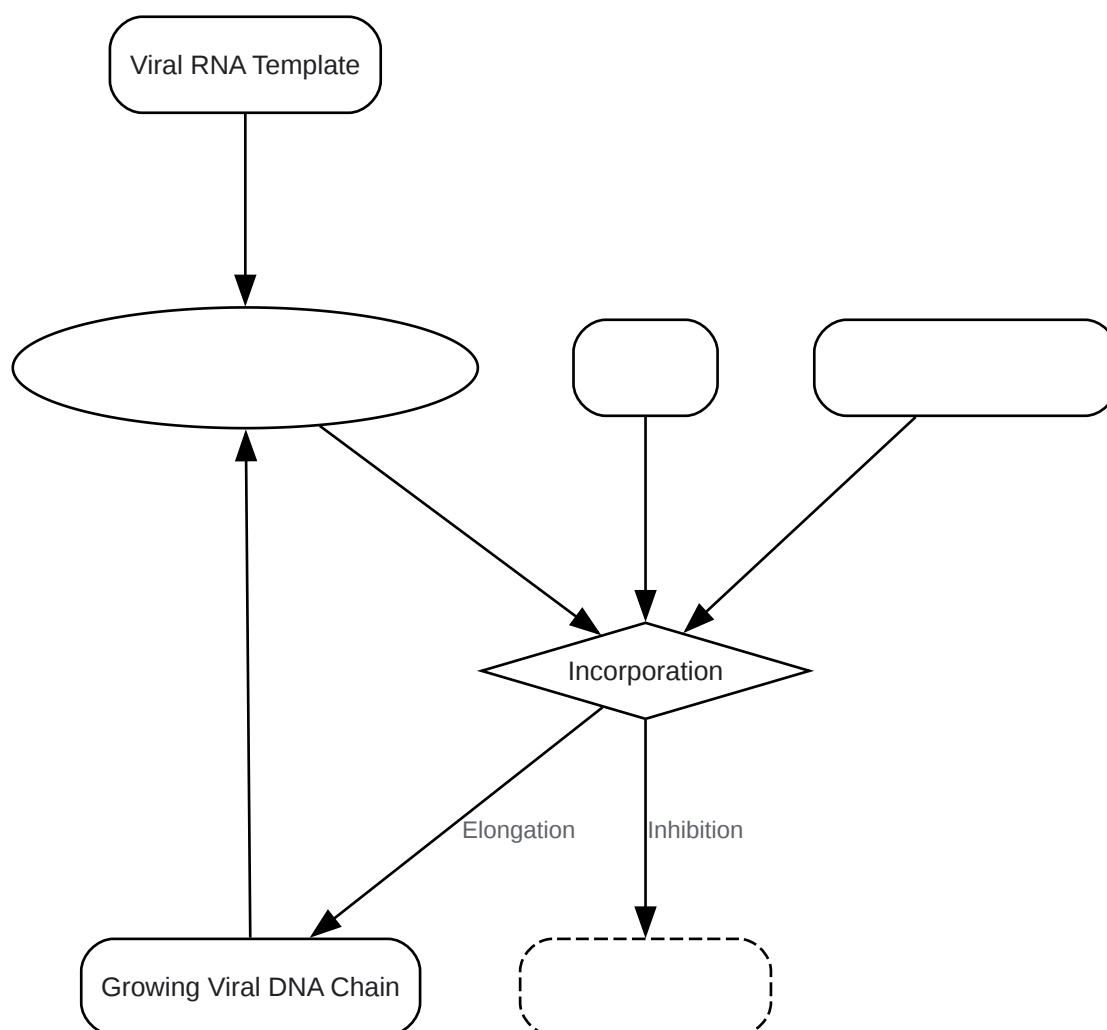 Viral RNA Template
Incorporation
Elongation
Inhibition
Growing Viral DNA Chain